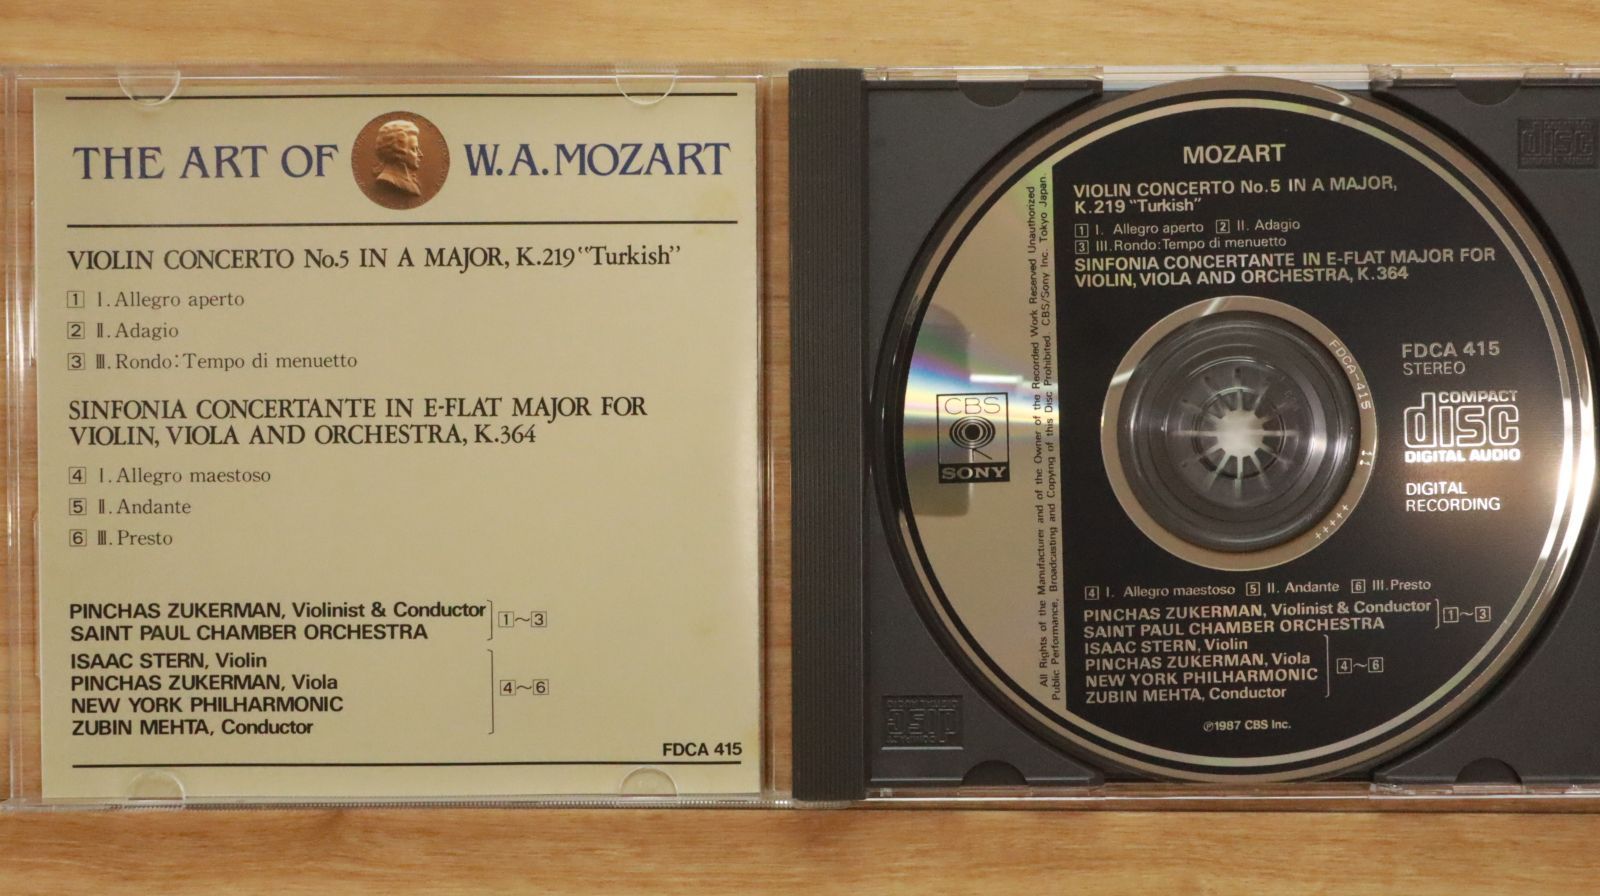 THE ART OF W.A.MOZART
VIOLIN CONCERTO No.5 IN A MAJOR, K.219 "Turkish"
1 I. Allegro aperto
2 II. Adagio
3 III. Rondo: Tempo di menuetto
SINFONIA CONCERTANTE IN E-FLAT MAJOR FOR
VIOLIN, VIOLA AND ORCHESTRA, K.364
4 I. Allegro maestoso
5 II. Andante
6 III. Presto
PINCHAS ZUKERMAN, Violinist & Conductor
SAINT PAUL CHAMBER ORCHESTRA
1~3
ISAAC STERN, Violin
PINCHAS ZUKERMAN, Viola
NEW YORK PHILHARMONIC
ZUBIN MEHTA, Conductor
4~6
FDCA 415
MOZART
VIOLIN CONCERTO No.5 IN A MAJOR,
K.219 "Turkish"
1 I. Allegro aperto 2 II. Adagio
3 III. Rondo: Tempo di menuetto
SINFONIA CONCERTANTE IN E-FLAT MAJOR FOR
VIOLIN, VIOLA AND ORCHESTRA, K.364
FDCA 415
STEREO
COMPACT
disc
DIGITAL AUDIO
DIGITAL
RECORDING
CBS
SONY
All Rights of the Manufacturer and of the Owner of the Recorded Work Reserved Unauthorized
Public Performance, Broadcasting and Copying of this Disc Prohibited. CBS/Sony Inc. Tokyo Japan.
FDCA-415
11
+++++
4 I. Allegro maestoso 5 II. Andante 6 III. Presto
PINCHAS ZUKERMAN, Violinist & Conductor
SAINT PAUL CHAMBER ORCHESTRA
1~3
ISAAC STERN, Violin
PINCHAS ZUKERMAN, Viola
NEW YORK PHILHARMONIC
ZUBIN MEHTA, Conductor
4~6
℗1987 CBS Inc.
disc